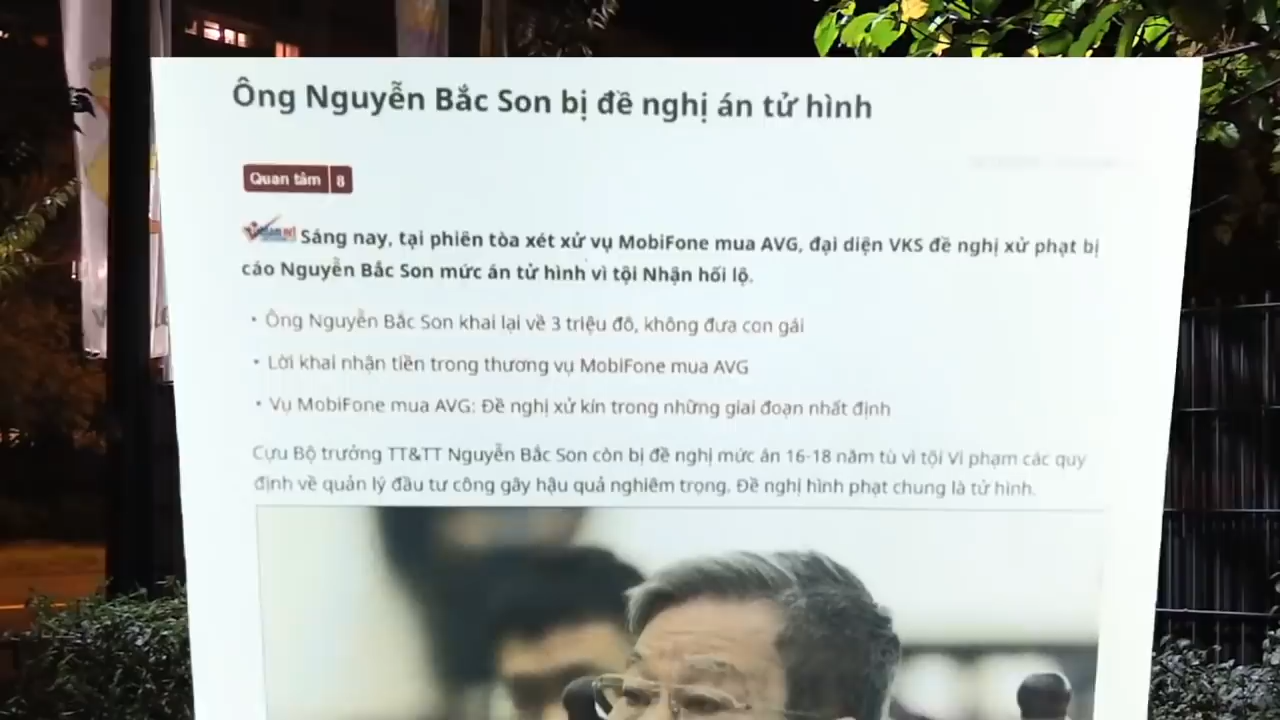 Ông Nguyễn Bắc Son bị đề nghị án tử hình
Quan tâm 8
Sáng nay, tại phiên tòa xét xử vụ MobiFone mua AVG, đại diện VKS đề nghị xử phạt bị
cáo Nguyễn Bắc Son mức án tử hình vì tội Nhận hối lộ.
• Ông Nguyễn Bắc Son khai lại về 3 triệu đô, không đưa con gái
• Lời khai nhận tiền trong thương vụ MobiFone mua AVG
• Vụ MobiFone mua AVG: Đề nghị xử kín trong những giai đoạn nhất định
Cựu Bộ trưởng TT&TT Nguyễn Bắc Son còn bị đề nghị mức án 16-18 năm tù vì tội Vi phạm các quy
định về quản lý đầu tư công gây hậu quả nghiêm trọng. Đề nghị hình phạt chung là tử hình.